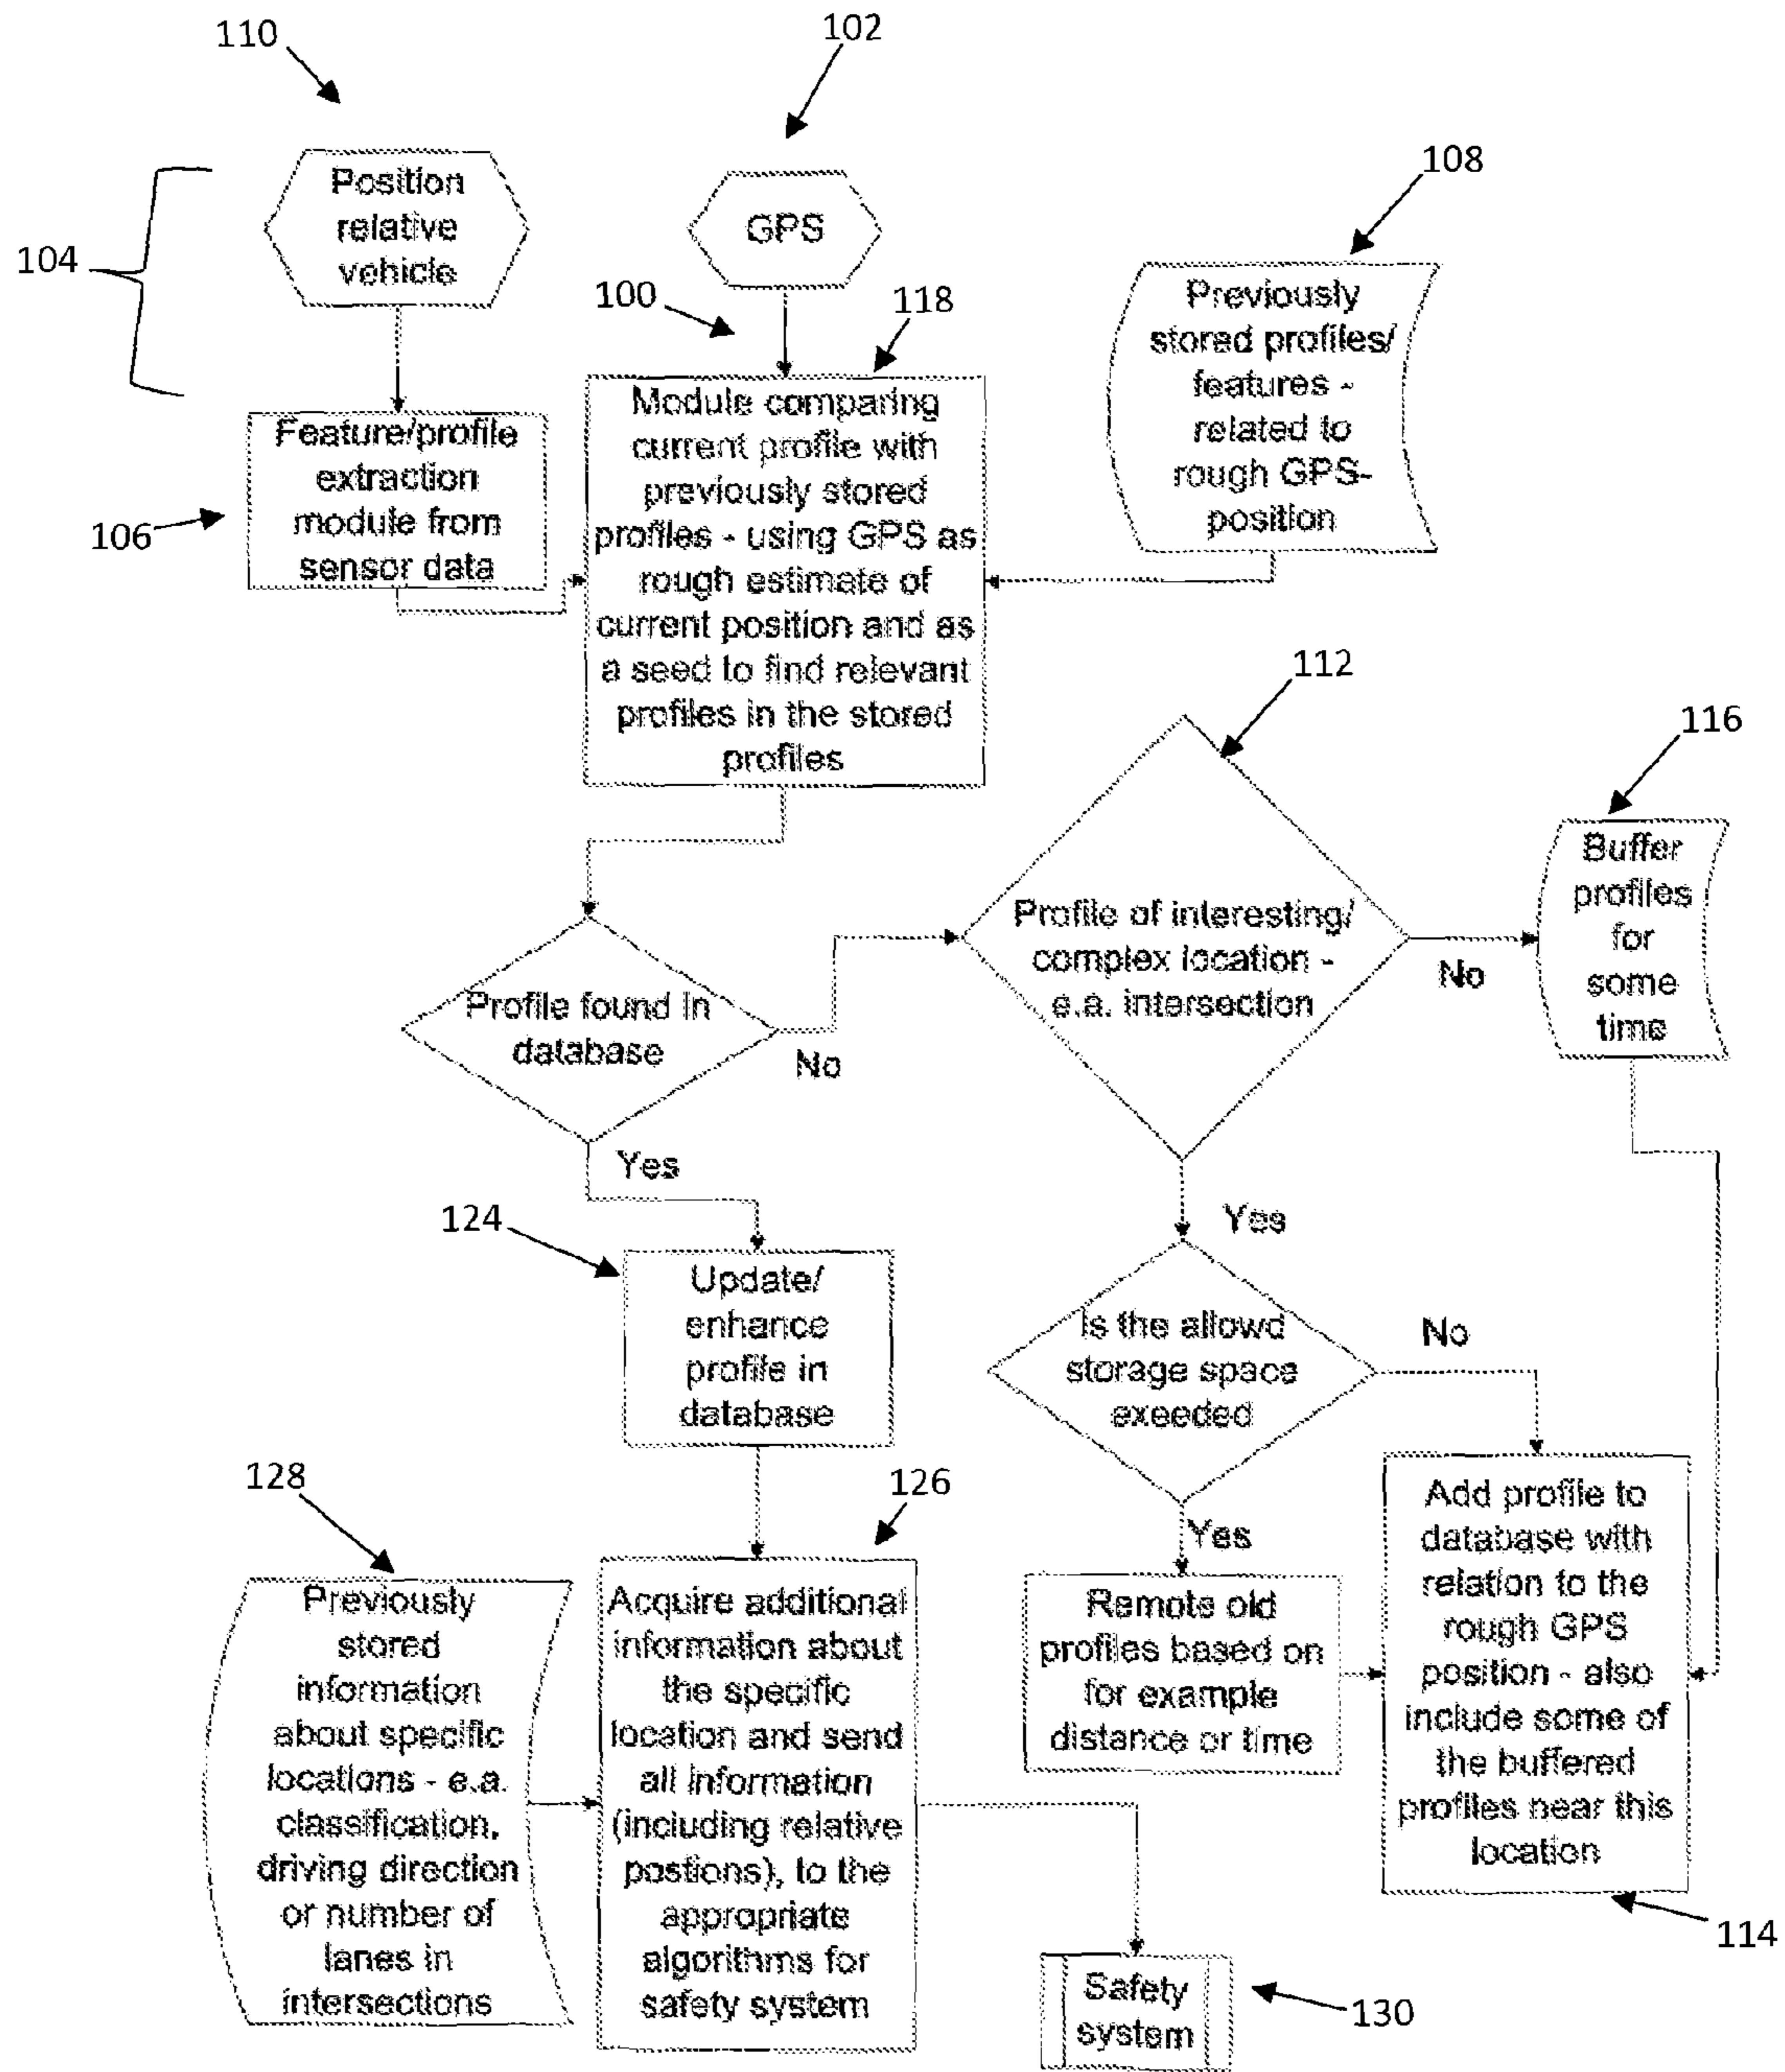 110
102
108
104
Position
relative
vehicle
GPS
100
118
Previously
stored profiles/
features -
related to
rough GPS-
position
106
Feature/profile
extraction
module from
sensor data
Module comparing
current profile with
previously stored
profiles - using GPS as
rough estimate of
current position and as
a seed to find relevant
profiles in the stored
profiles
112
116
Profile of interesting/
complex location -
e.a. intersection
No
Buffer
profiles
for
some
time
Profile found in
database
No
Yes
Yes
124
Update/
enhance
profile in
database
Is the allowd
storage space
exeeded
No
Yes
128
126
Previously
stored
information
about specific
locations - e.a.
classification,
driving direction
or number of
lanes in
intersections
Acquire additional
information about
the specific
location and send
all information
(including relative
postions), to the
appropriate
algorithms for
safety system
Remote old
profiles based on
for example
distance or time
Add profile to
database with
relation to the
rough GPS
position - also
include some of
the buffered
profiles near this
location
114
Safety
system
130